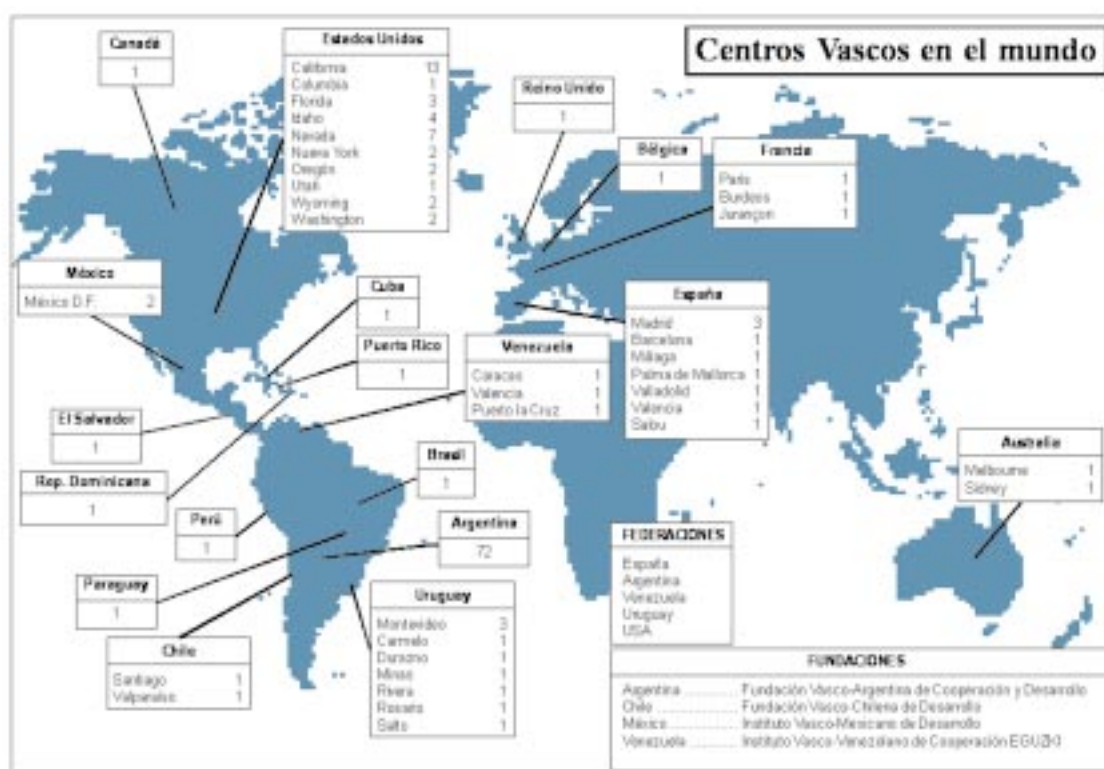 Centros Vascos en el mundo
Canadá
1
Estados Unidos
California 13
Columbia 1
Florida 3
Idaho 4
Nevada 7
Nueva York 2
Oregón 2
Utah 1
Wyoming 2
Washington 2
Reino Unido
1
Bélgica
1
Francia
París 1
Burdeos 1
Jurançon 1
México
México D.F. 2
Cuba
1
Puerto Rico
1
Venezuela
Caracas 1
Valencia 1
Puerto la Cruz 1
España
Madrid 3
Barcelona 1
Málaga 1
Palma de Mallorca 1
Valladolid 1
Valencia 1
Salou 1
El Salvador
1
Rep. Dominicana
1
Perú
1
Brasil
1
Argentina
72
Australia
Melbourne 1
Sidney 1
Paraguay
1
Chile
Santiago 1
Valparaíso 1
Uruguay
Montevideo 3
Carmelo 1
Durazno 1
Minas 1
Rivera 1
Rosario 1
Salto 1
FEDERACIONES
España
Argentina
Venezuela
Uruguay
USA
FUNDACIONES
Argentina .......... Fundación Vasco-Argentina de Cooperación y Desarrollo
Chile .......... Fundación Vasco-Chilena de Desarrollo
México .......... Instituto Vasco-Mexicano de Desarrollo
Venezuela .......... Instituto Vasco-Venezolano de Cooperación EGUZKI